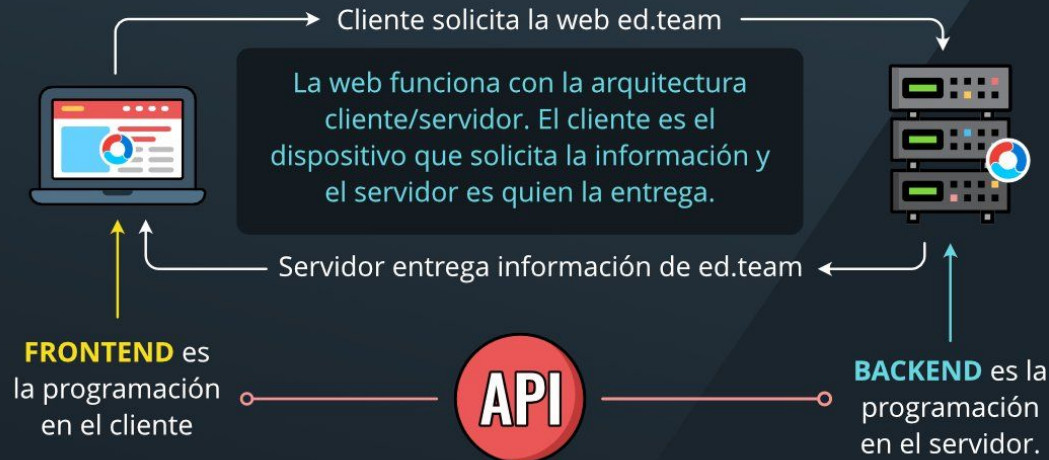 Cliente solicita la web ed.team
La web funciona con la arquitectura
cliente/servidor. El cliente es el
dispositivo que solicita la información y
el servidor es quien la entrega.
Servidor entrega información de ed.team
FRONTEND es
la programación
en el cliente
API
BACKEND es la
programación
en el servidor.